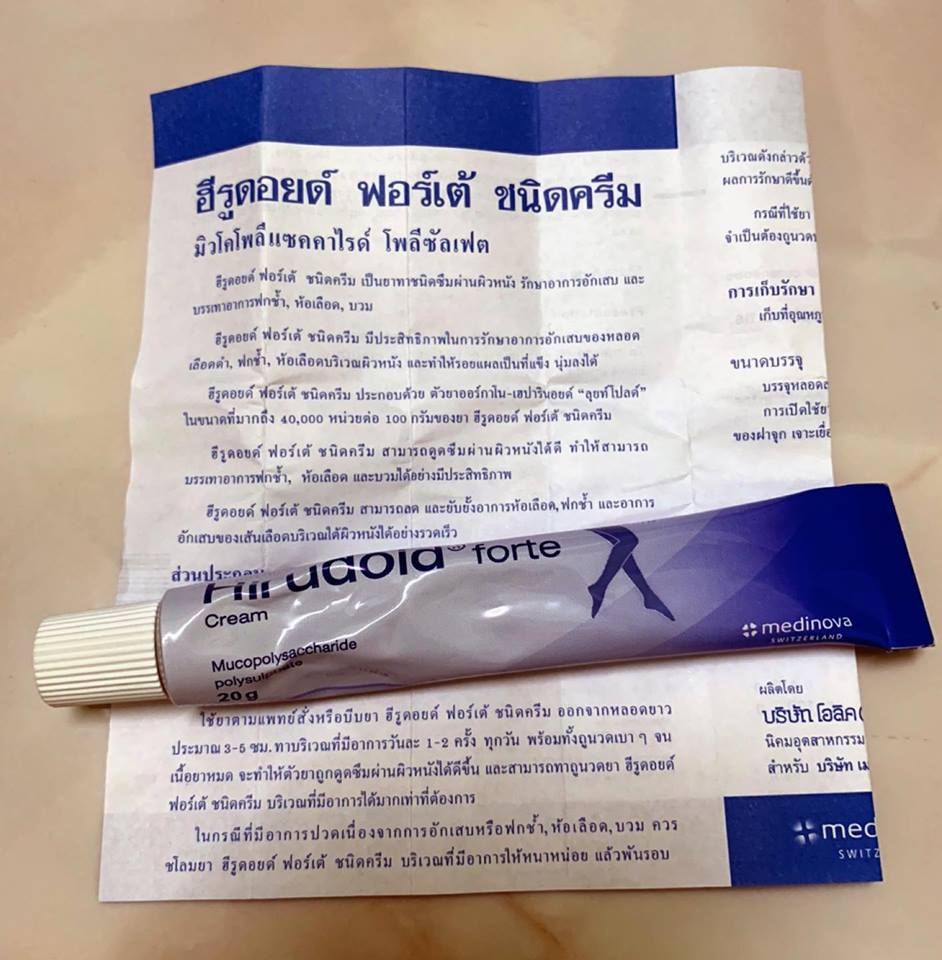 ฮีรูดอยด์ ฟอร์เต้ ชนิดครีม
มิวโคโพลีแซคคาไรด์ โพลีซัลเฟต
ฮีรูดอยด์ ฟอร์เต้ ชนิดครีม เป็นยาทาชนิดซึมผ่านผิวหนัง รักษาอาการอักเสบ และ
บรรเทาอาการฟกช้ำ, ห้อเลือด, บวม
ฮีรูดอยด์ ฟอร์เต้ ชนิดครีม มีประสิทธิภาพในการรักษาอาการอักเสบของหลอด
เลือดดำ, ฟกช้ำ, ห้อเลือดบริเวณผิวหนัง และทำให้รอยแผลเป็นที่แข็ง นุ่มลงได้
ฮีรูดอยด์ ฟอร์เต้ ชนิดครีม ประกอบด้วย ตัวยาออร์กาโน-เฮปารินอยด์ “ลุยท์โปลด์”
ในขนาดที่มากถึง 40,000 หน่วยต่อ 100 กรัมของยา ฮีรูดอยด์ ฟอร์เต้ ชนิดครีม
ฮีรูดอยด์ ฟอร์เต้ ชนิดครีม สามารถดูดซึมผ่านผิวหนังได้ดี ทำให้สามารถ
บรรเทาอาการฟกช้ำ, ห้อเลือด และบวมได้อย่างมีประสิทธิภาพ
ฮีรูดอยด์ ฟอร์เต้ ชนิดครีม สามารถลด และยับยั้งอาการห้อเลือด, ฟกช้ำ และอาการ
อักเสบของเส้นเลือดบริเวณใต้ผิวหนังได้อย่างรวดเร็ว
Hirudoid® forte
Cream
Mucopolysaccharide
polysulphate
20 g
medinova
SWITZERLAND
ใช้ยาตามแพทย์สั่งหรือบีบยา ฮีรูดอยด์ ฟอร์เต้ ชนิดครีม ออกจากหลอดยาว
ประมาณ 3-5 ซม. ทาบริเวณที่มีอาการวันละ 1-2 ครั้ง ทุกวัน พร้อมทั้งถูนวดเบา ๆ จน
เนื้อยาหมด จะทำให้ตัวยาถูกดูดซึมผ่านผิวหนังได้ดีขึ้น และสามารถทาถูนวดยา ฮีรูดอยด์
ฟอร์เต้ ชนิดครีม บริเวณที่มีอาการได้มากเท่าที่ต้องการ
ในกรณีที่มีอาการปวดเนื่องจากการอักเสบหรือฟกช้ำ, ห้อเลือด, บวม ควร
ชโลมยา ฮีรูดอยด์ ฟอร์เต้ ชนิดครีม บริเวณที่มีอาการให้หนาหน่อย แล้วพันรอบ
บริเวณดังกล่าวด้ว
ผลการรักษาดีขึ้น
กรณีที่ใช้ยา
จำเป็นต้องถูนวด
การเก็บรักษา
เก็บที่อุณหภู
ขนาดบรรจุ
บรรจุหลอดล
การเปิดใช้ย
ของฝาจุก เจาะเยื่อ
ผลิตโดย
บริษัท โอลิค
นิคมอุตสาหกรรม
สำหรับ บริษัท เม
med
SWITZ